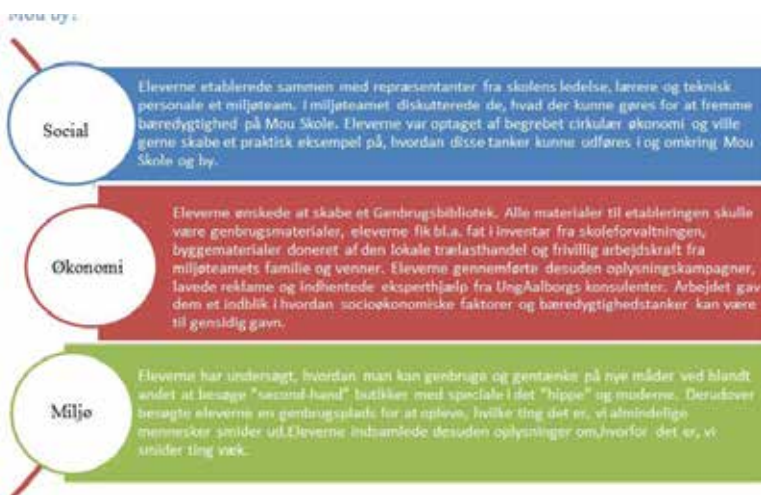 Mou by?
Social
Eleverne etablerede sammen med repræsentanter fra skolens ledelse, lærere og teknisk
personale et miljøteam. I miljøteamet diskutterede de, hvad der kunne gøres for at fremme
bæredygtighed på Mou Skole. Eleverne var optaget af begrebet cirkulær økonomi og ville
gerne skabe et praktisk eksempel på, hvordan disse tanker kunne udføres i og omkring Mou
Skole og by.
Økonomi
Eleverne ønskede at skabe et Genbrugsbibliotek. Alle materialer til etableringen skulle
være genbrugsmaterialer, eleverne fik bl.a. fat i inventar fra skoleforvaltningen,
byggematerialer doneret af den lokale trælasthandel og frivillig arbejdskraft fra
miljøteamets familie og venner. Eleverne gennemførte desuden oplysningskampagner,
lavede reklame og indhentede eksperthjælp fra UngAalborgs konsulenter. Arbejdet gav
dem et indblik i hvordan socioøkonomiske faktorer og bæredygtighedstanker kan være
til gensidig gavn.
Miljø
Eleverne har undersøgt, hvordan man kan genbruge og gentænke på nye måder ved blandt
andet at besøge "second-hand" butikker med speciale i det "hippe" og moderne. Derudover
besøgte eleverne en genbrugsplads for at opleve, hvilke ting det er, vi almindelige
mennesker smider ud.Eleverne indsamlede desuden oplysninger om,hvorfor det er, vi
smider ting væk.